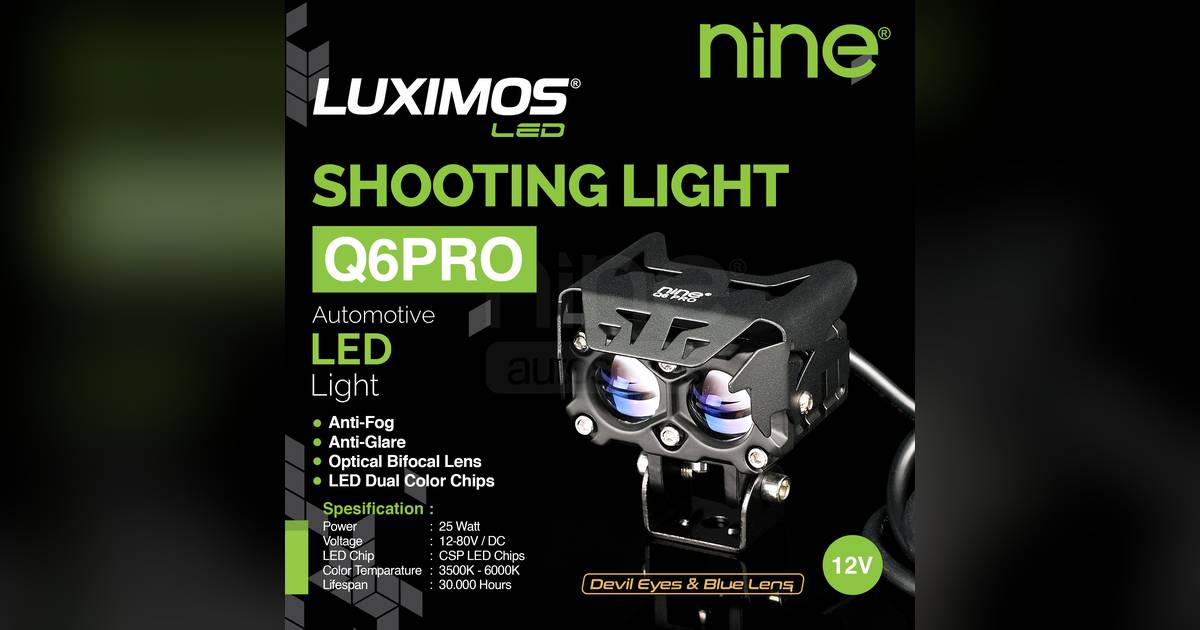 nine®
LUXIMOS®
LED
SHOOTING LIGHT
Q6PRO
Automotive
LED
Light
• Anti-Fog
• Anti-Glare
• Optical Bifocal Lens
• LED Dual Color Chips
Spesification :
Power : 25 Watt
Voltage : 12-80V / DC
LED Chip : CSP LED Chips
Color Temparature : 3500K - 6000K
Lifespan : 30.000 Hours
nine®
Q6 PRO
nine®
Devil Eyes & Blue Lens
12V